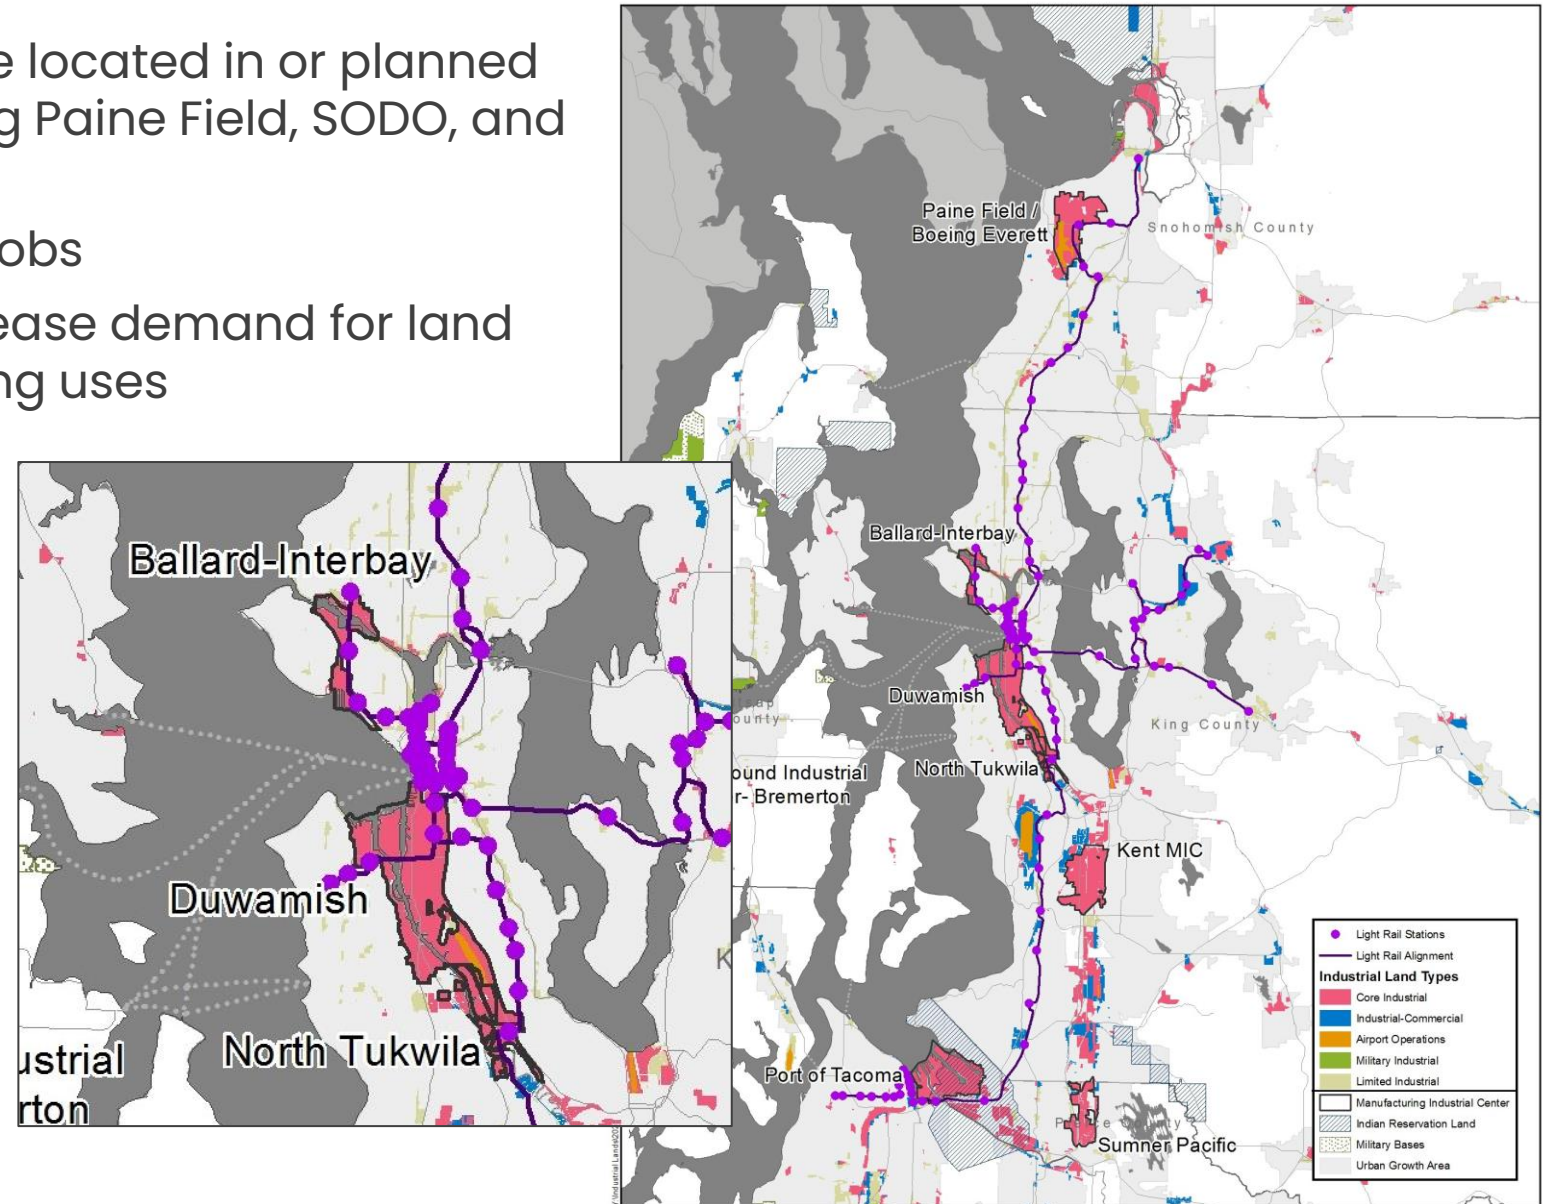 e located in or planned
g Paine Field, SODO, and
obs
ease demand for land
ng uses
Paine Field /
Boeing Everett
Snohomish County
Ballard-Interbay
Duwamish
King County
North Tukwila
ound Industrial
r- Bremerton
Kent MIC
Port of Tacoma
Sumner Pacific
Ballard-Interbay
Duwamish
K
North Tukwila
ustrial
rton
Light Rail Stations
Light Rail Alignment
Industrial Land Types
Core Industrial
Industrial-Commercial
Airport Operations
Military Industrial
Limited Industrial
Manufacturing Industrial Center
Indian Reservation Land
Military Bases
Urban Growth Area